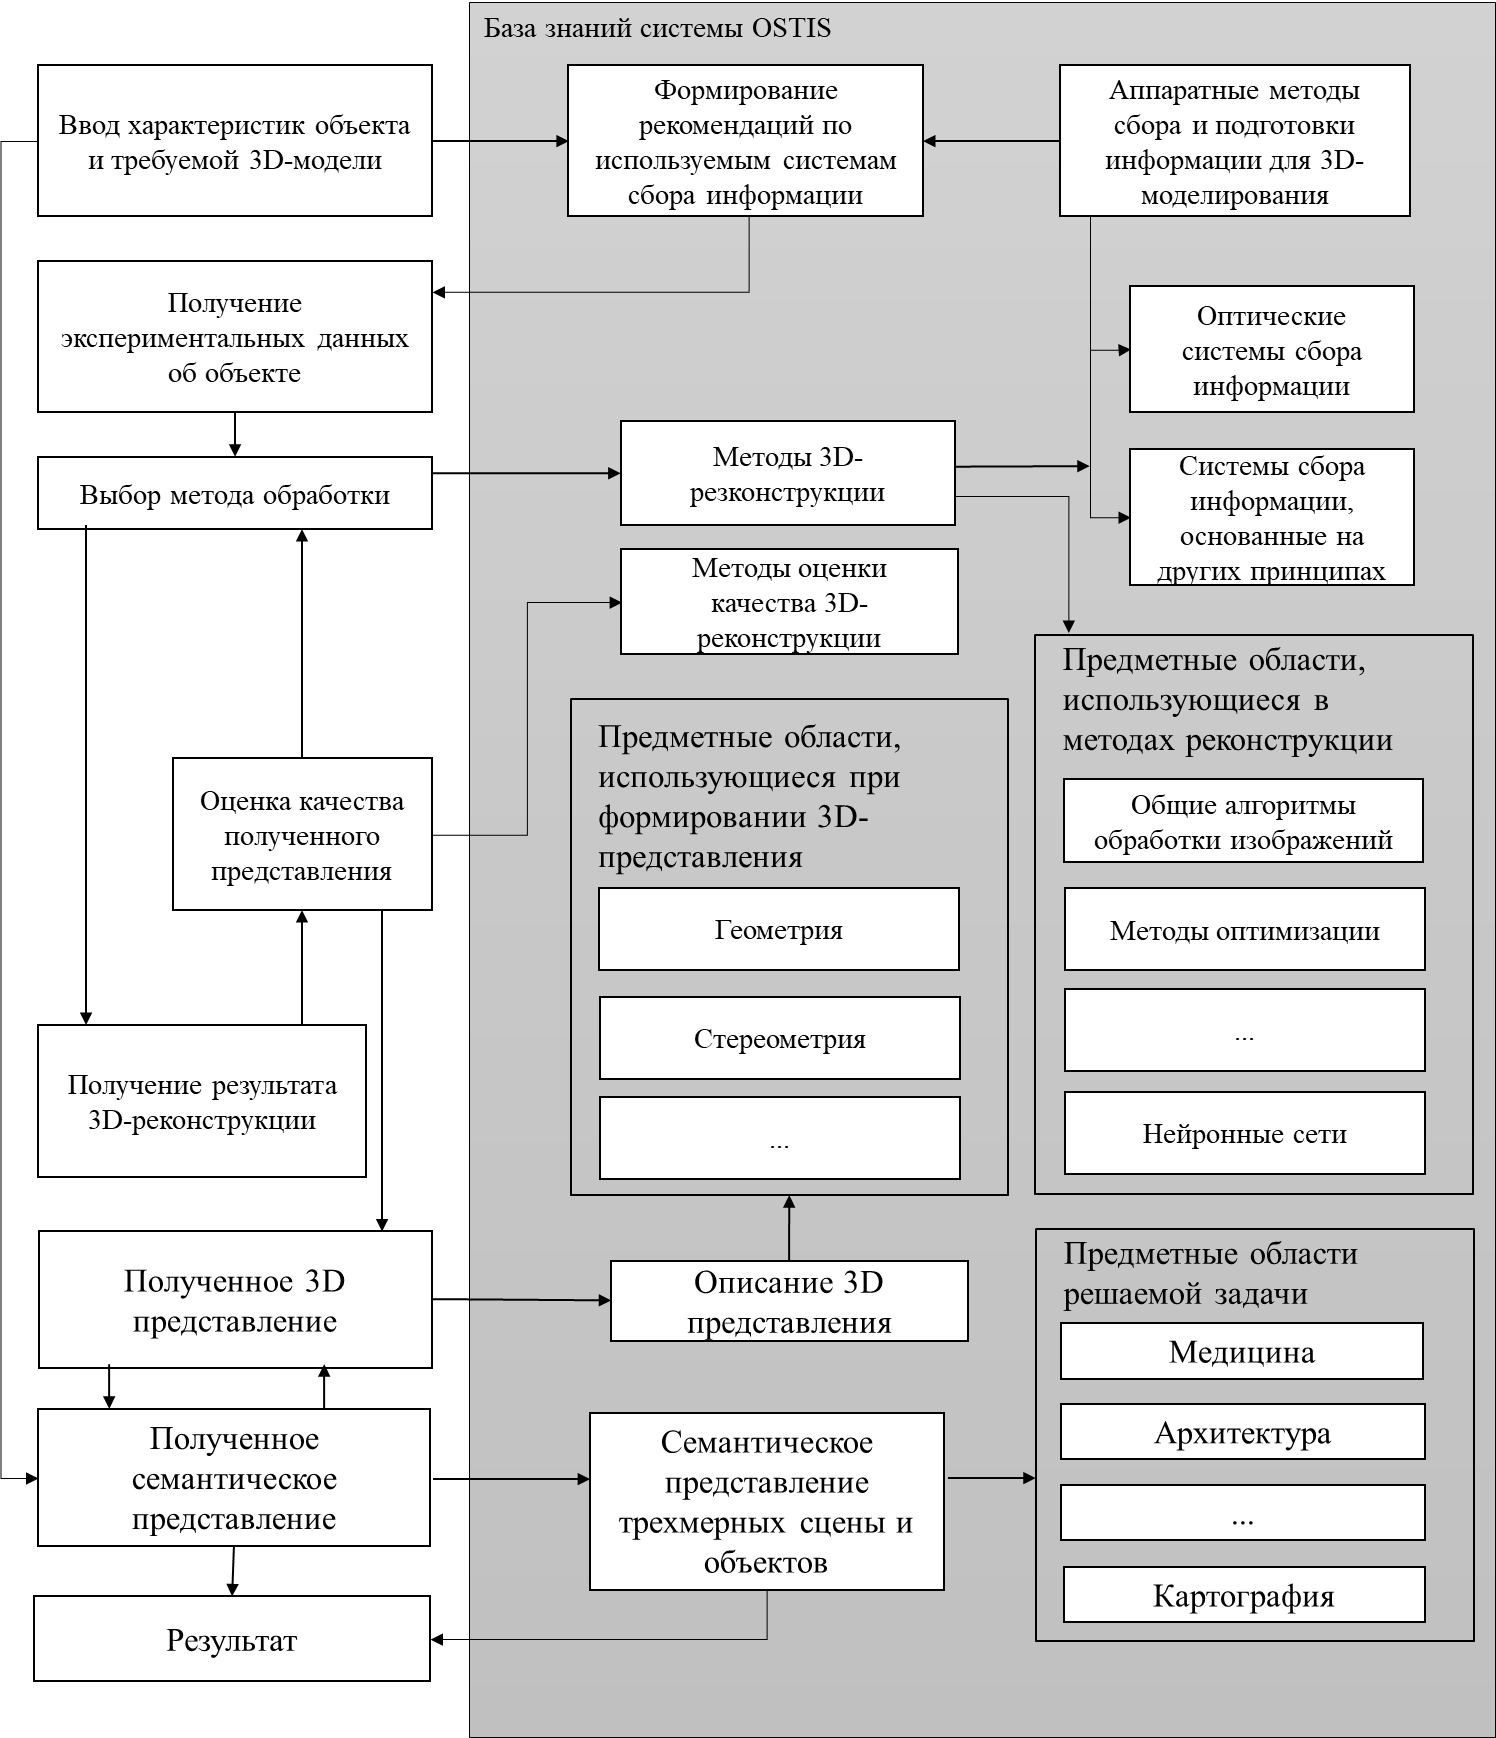 База знаний системы OSTIS
Ввод характеристик объекта
и требуемой 3D-модели
Формирование
рекомендаций по
используемым системам
сбора информации
Аппаратные методы
сбора и подготовки
информации для 3D-
моделирования
Получение
экспериментальных данных
об объекте
Оптические
системы сбора
информации
Выбор метода обработки
Методы 3D-
резконструкции
Системы сбора
информации,
основанные на
других принципах
Методы оценки
качества 3D-
реконструкции
Предметные области,
использующиеся в
методах реконструкции
Общие алгоритмы
обработки изображений
Методы оптимизации
...
Нейронные сети
Предметные области,
использующиеся при
формировании 3D-
представления
Геометрия
Стереометрия
...
Оценка качества
полученного
представления
Получение результата
3D-реконструкции
Полученное 3D
представление
Описание 3D
представления
Предметные области
решаемой задачи
Медицина
Архитектура
...
Картография
Полученное
семантическое
представление
Семантическое
представление
трехмерных сцены и
объектов
Результат